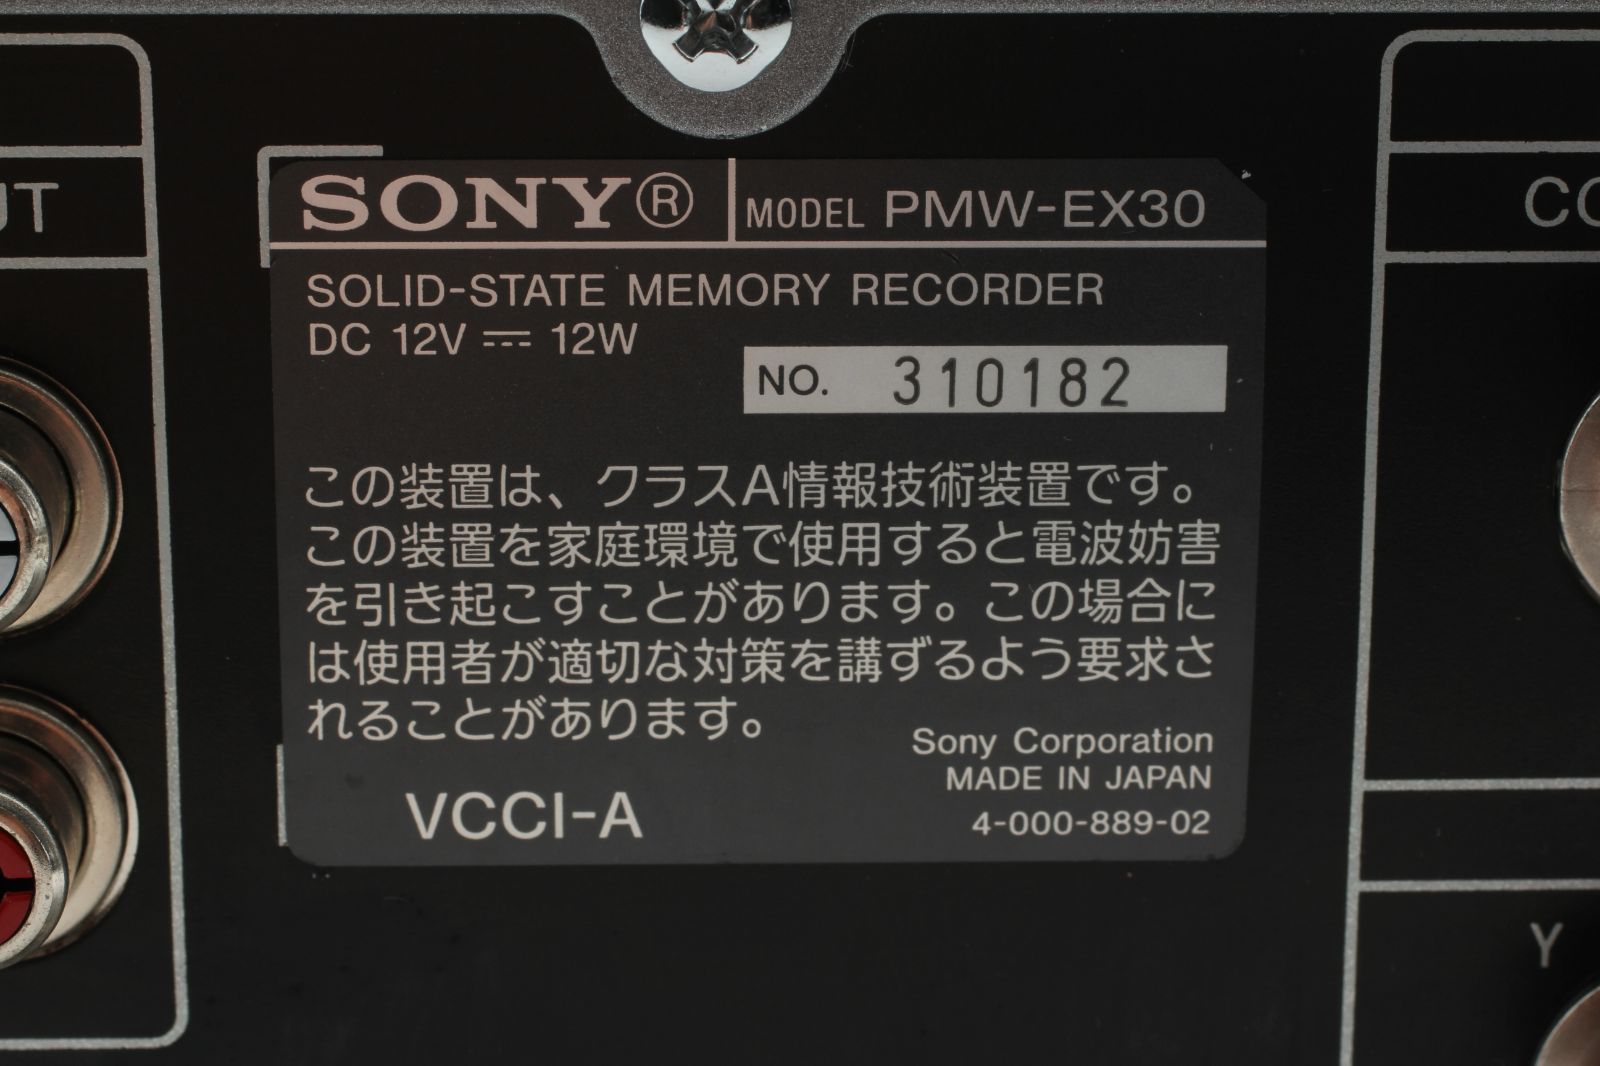 SONY® MODEL PMW-EX30
SOLID-STATE MEMORY RECORDER
DC 12V ⎓ 12W
NO. 310182
この装置は、クラスA情報技術装置です。
この装置を家庭環境で使用すると電波妨害
を引き起こすことがあります。この場合に
は使用者が適切な対策を講ずるよう要求さ
れることがあります。
Sony Corporation
MADE IN JAPAN
VCCI-A
4-000-889-02
Y